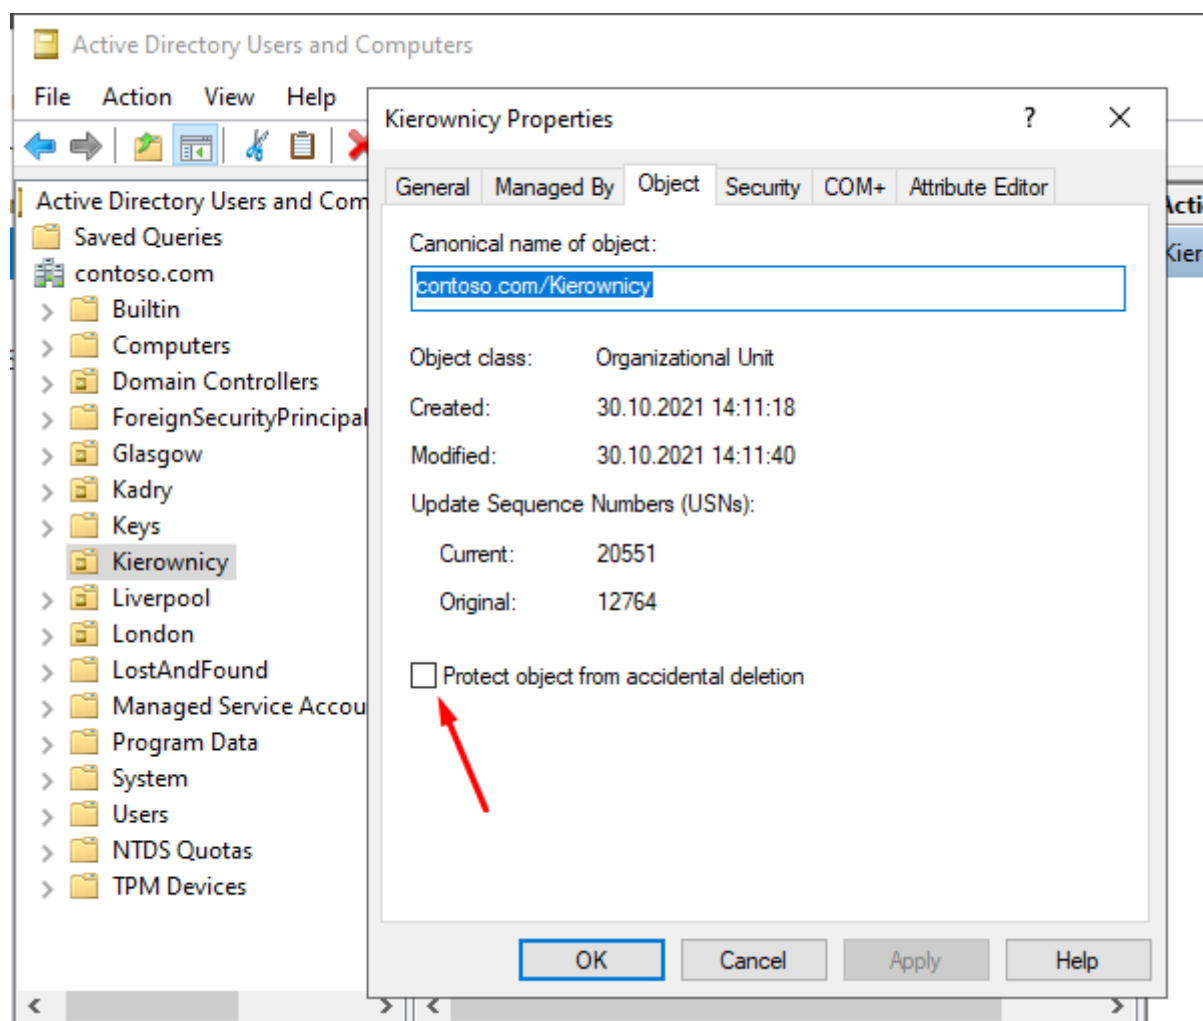 Active Directory Users and Computers
File Action View Help
Kierownicy Properties
?
General Managed By Object Security COM+ Attribute Editor
Active Directory Users and Com
Saved Queries
contoso.com
Builtin
Computers
Domain Controllers
ForeignSecurityPrincipal
Glasgow
Kadry
Keys
Kierownicy
Liverpool
London
LostAndFound
Managed Service Accou
Program Data
System
Users
NTDS Quotas
TPM Devices
Canonical name of object:
contoso.com/Kierownicy
Object class: Organizational Unit
Created: 30.10.2021 14:11:18
Modified: 30.10.2021 14:11:40
Update Sequence Numbers (USNs):
Current: 20551
Original: 12764
Protect object from accidental deletion
OK Cancel Apply Help
Acti
Kier